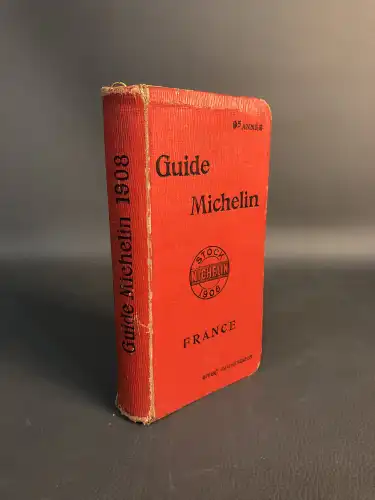 Guide Michelin 1908
9E ANNÉE
Guide
Michelin
STOCK
MICHELIN
1908
FRANCE